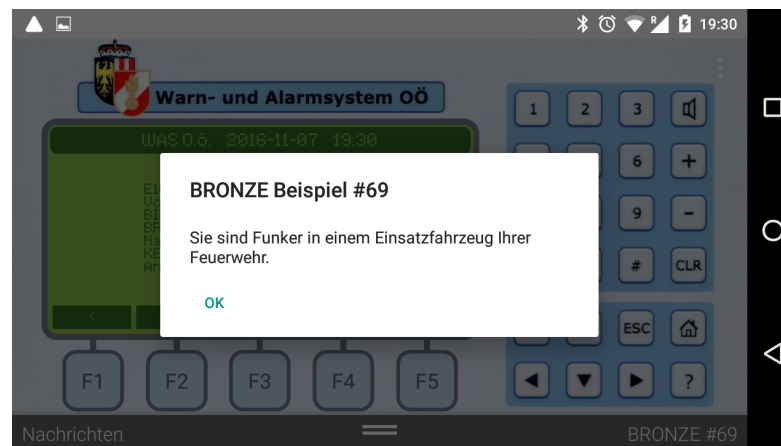 R
19:30
Warn- und Alarmsystem OÖ
WAS O.ö. 2016-11-07 19:30
BRONZE Beispiel #69
Sie sind Funker in einem Einsatzfahrzeug Ihrer
Feuerwehr.
OK
<
1 2 3
6 +
9 -
# CLR
ESC
?
F1 F2 F3 F4 F5
Nachrichten
BRONZE #69